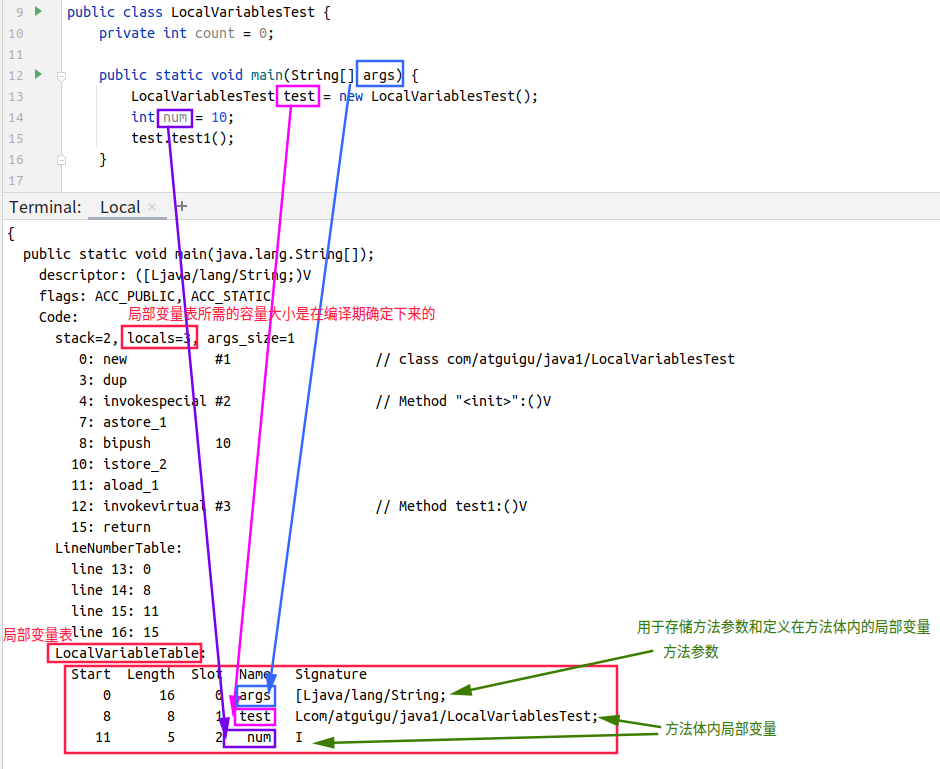 9 public class LocalVariablesTest {
10 private int count = 0;
11
12 public static void main(String[] args) {
13 LocalVariablesTest test = new LocalVariablesTest();
14 int num = 10;
15 test.test1();
16 }
17
Terminal: Local × +
{
public static void main(java.lang.String[]);
descriptor: ([Ljava/lang/String;)V
flags: ACC_PUBLIC, ACC_STATIC
Code: 局部变量表所需的容量大小是在编译期确定下来的
stack=2, locals=3, args_size=1
0: new #1 // class com/atguigu/java1/LocalVariablesTest
3: dup
4: invokespecial #2 // Method "<init>":()V
7: astore_1
8: bipush 10
10: istore_2
11: aload_1
12: invokevirtual #3 // Method test1:()V
15: return
LineNumberTable:
line 13: 0
line 14: 8
line 15: 11
局部变量表 line 16: 15
用于存储方法参数和定义在方法体内的局部变量
LocalVariableTable: 方法参数
Start Length Slot Name Signature
0 16 0 args [Ljava/lang/String;
8 8 1 test Lcom/atguigu/java1/LocalVariablesTest;
方法体内局部变量
11 5 2 num I